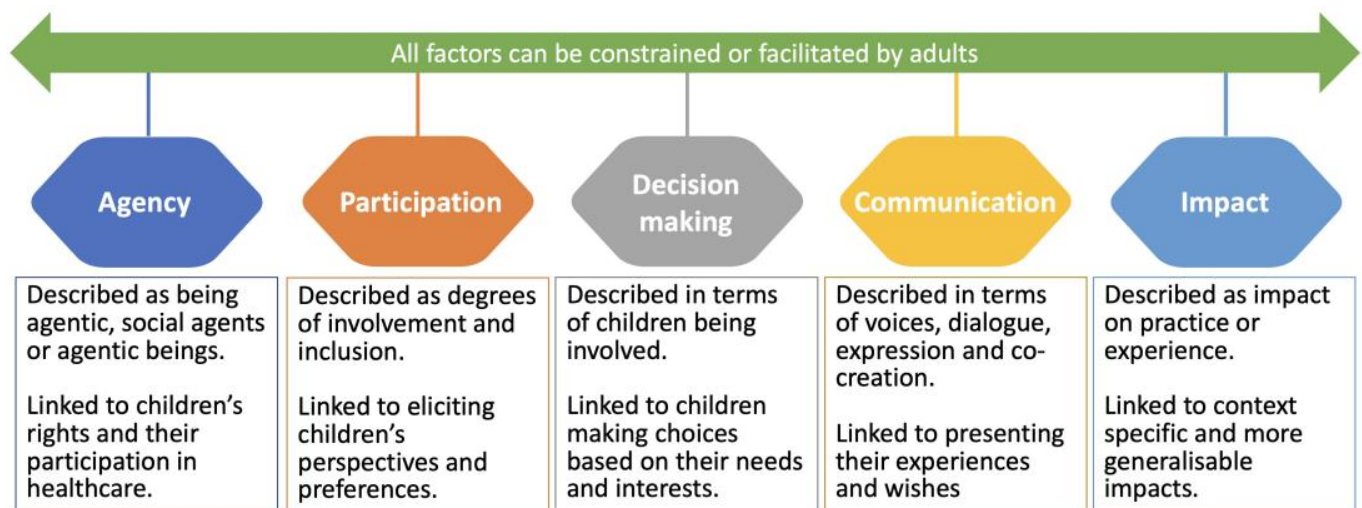 All factors can be constrained or facilitated by adults
Agency
Participation
Decision
making
Communication
Impact
Described as being
agentic, social agents
or agentic beings.
Linked to children’s
rights and their
participation in
healthcare.
Described as degrees
of involvement and
inclusion.
Linked to eliciting
children’s
perspectives and
preferences.
Described in terms
of children being
involved.
Linked to children
making choices
based on their needs
and interests.
Described in terms
of voices, dialogue,
expression and co-
creation.
Linked to presenting
their experiences
and wishes
Described as impact
on practice or
experience.
Linked to context
specific and more
generalisable
impacts.